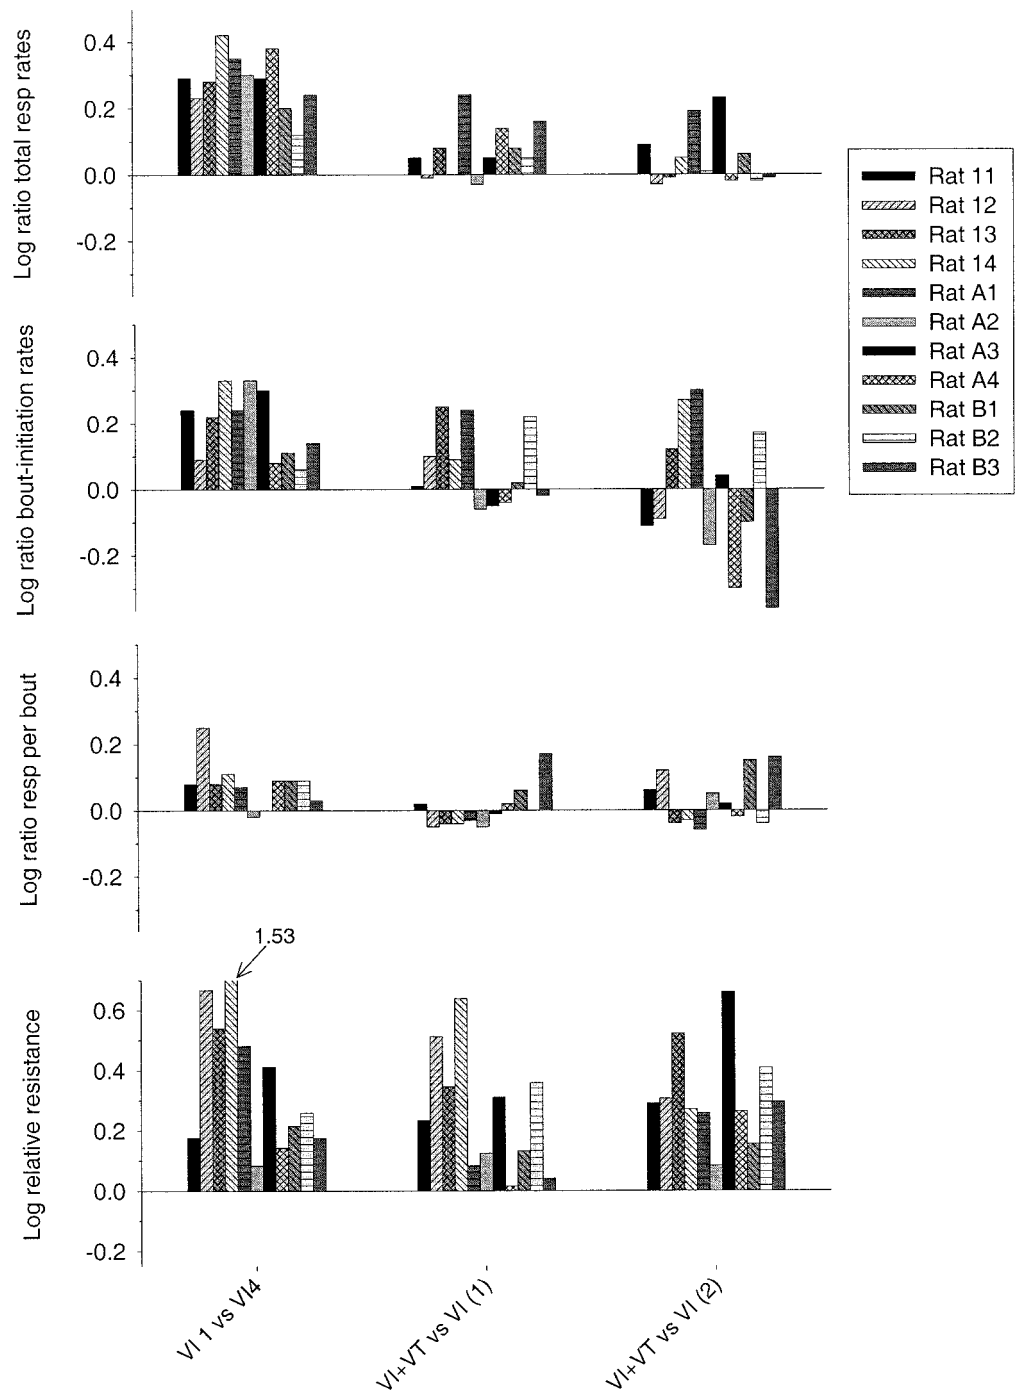 Log ratio total resp rates
0.4
0.2
0.0
-0.2
Rat 11
Rat 12
Rat 13
Rat 14
Rat A1
Rat A2
Rat A3
Rat A4
Rat B1
Rat B2
Rat B3
Log ratio bout-initiation rates
0.4
0.2
0.0
-0.2
Log ratio resp per bout
0.4
0.2
0.0
-0.2
1.53
Log relative resistance
0.6
0.4
0.2
0.0
-0.2
VI 1 vs VI4
VI+VT vs VI (1)
VI+VT vs VI (2)